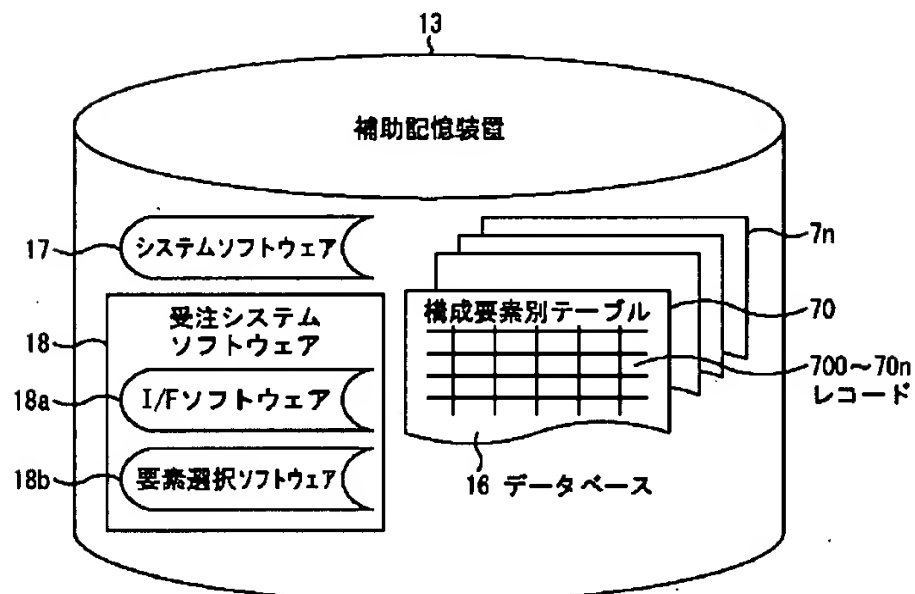 13
補助記憶装置
17
システムソフトウェア
7n
18
受注システム
ソフトウェア
構成要素別テーブル
70
700～70n
レコード
18a
I/Fソフトウェア
18b
要素選択ソフトウェア
16 データベース